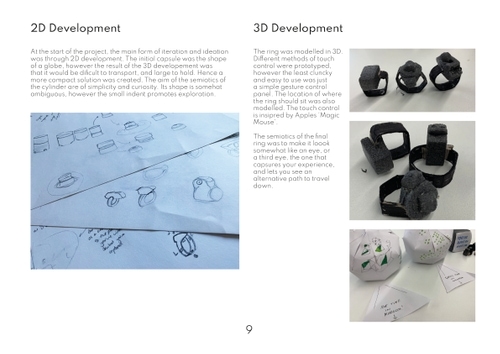 2D Development
At the start of the project, the main form of iteration and ideation
was through 2D development. The initial capsule was the shape
of a globe, however the result of the 3D developement was
that it would be dificult to transport, and large to hold. Hence a
more compact solution was created. The aim of the semiotics of
the cylinder are of simplicity and curiosity. Its shape is somehat
ambiguous, however the small indent promotes exploration.
3D Development
The ring was modelled in 3D.
Different methods of touch
control were prototyped,
however the least cluncky
and easy to use was just
a simple gesture control
panel. The location of where
the ring should sit was also
modelled. The touch control
is insipred by Apples 'Magic
Mouse'.
The semiotics of the final
ring was to make it loook
somewhat like an eye, or
a third eye, the one that
capsures your experience,
and lets you see an
alternative path to travel
down.
9